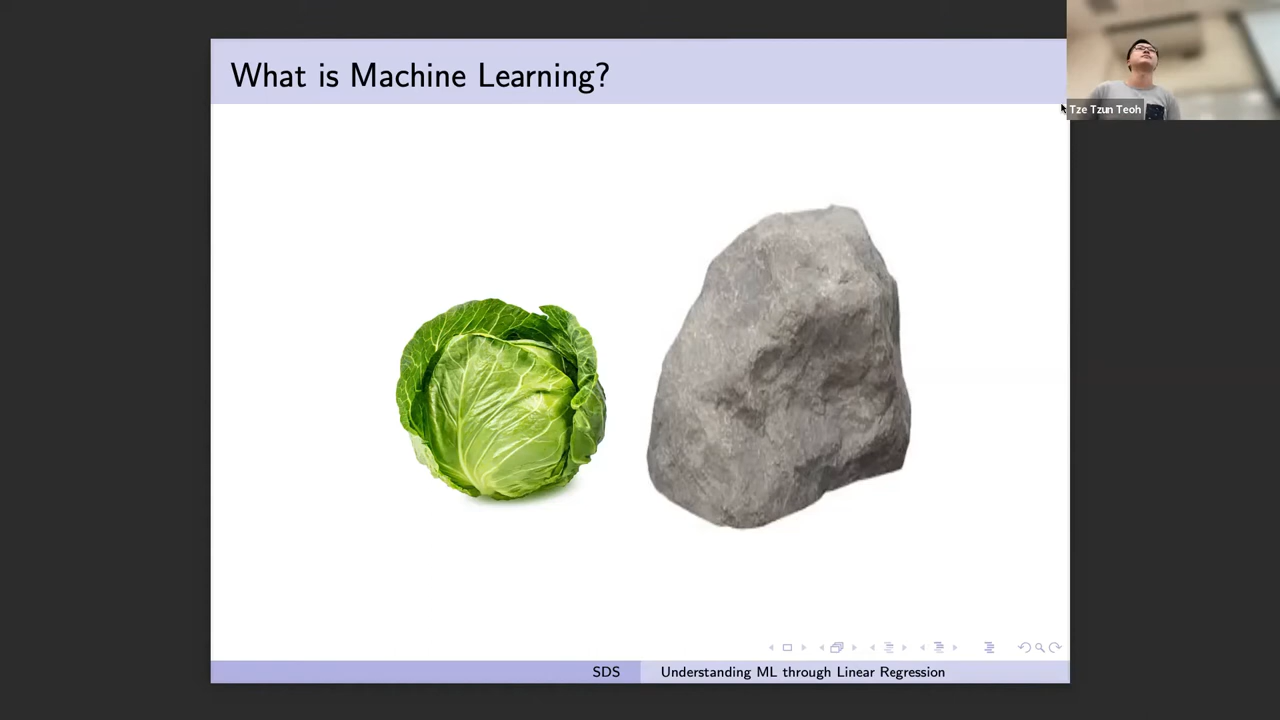 What is Machine Learning?
Tze Tzun Teoh
SDS
Understanding ML through Linear Regression